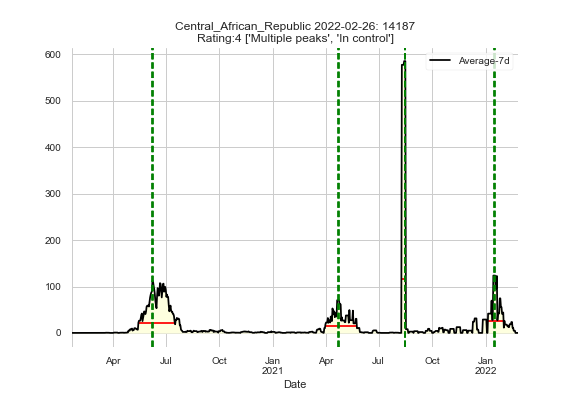 Central_African_Republic 2022-02-26: 14187
Rating:4 ['Multiple peaks', 'In control']
Average-7d
600
500
400
300
200
100
0
Apr Jul Oct Jan Apr Jul Oct Jan
2021 2022
Date